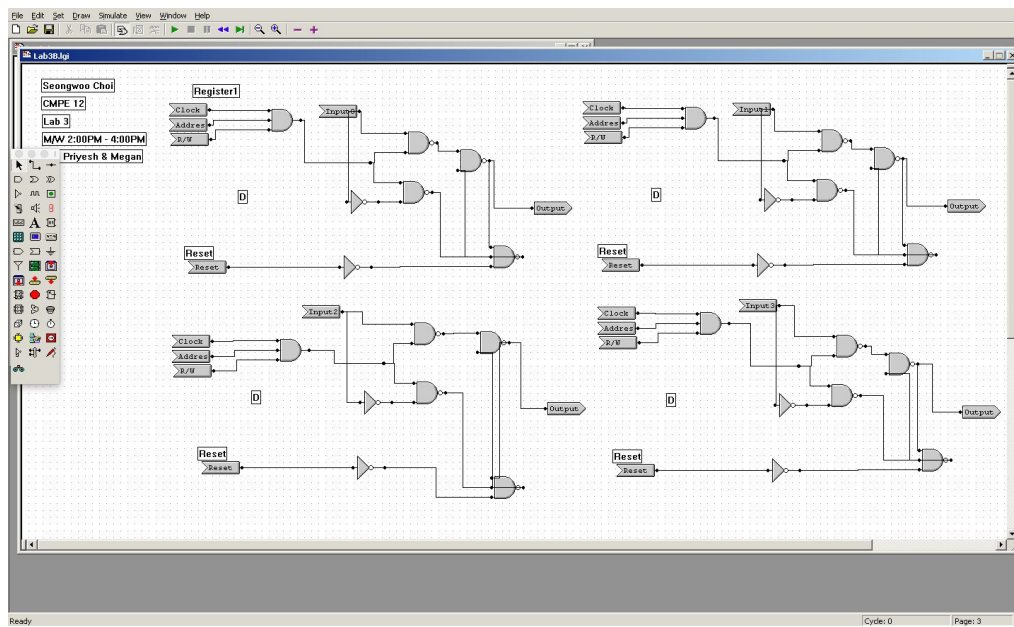 File Edit Set Draw Simulate View Window Help
Lab3B.lgi
Seongwoo Choi
CMPE 12
Lab 3
M/W 2:00PM - 4:00PM
Priyesh & Megan
Register1
Clock
Addres
R/W
D
Output
Reset
Reset
Clock
Addres
R/W
Input1
D
Output
Reset
Reset
Input2
Clock
Addres
R/W
D
Output
Reset
Reset
Input3
Clock
Addres
R/W
D
Output
Reset
Reset
Ready
Cycle: 0
Page: 3